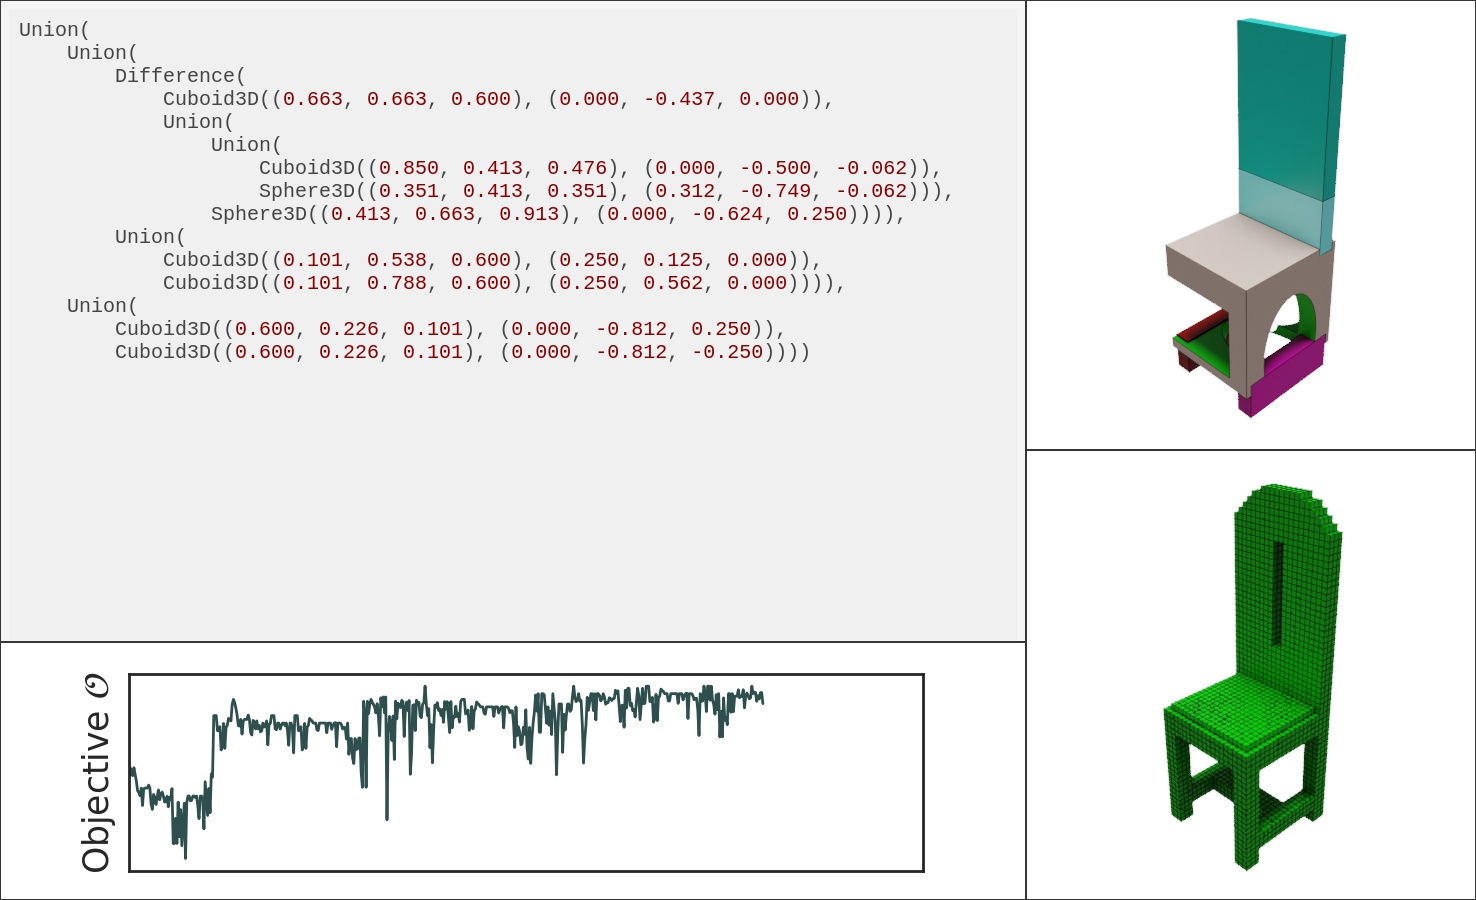 Union(
    Union(
        Difference(
            Cuboid3D((0.663, 0.663, 0.600), (0.000, -0.437, 0.000)),
            Union(
                Union(
                    Cuboid3D((0.850, 0.413, 0.476), (0.000, -0.500, -0.062)),
                    Sphere3D((0.351, 0.413, 0.351), (0.312, -0.749, -0.062))),
                Sphere3D((0.413, 0.663, 0.913), (0.000, -0.624, 0.250)))),
        Union(
            Cuboid3D((0.101, 0.538, 0.600), (0.250, 0.125, 0.000)),
            Cuboid3D((0.101, 0.788, 0.600), (0.250, 0.562, 0.000)))),
    Union(
        Cuboid3D((0.600, 0.226, 0.101), (0.000, -0.812, 0.250)),
        Cuboid3D((0.600, 0.226, 0.101), (0.000, -0.812, -0.250))))
Objective 𝒪